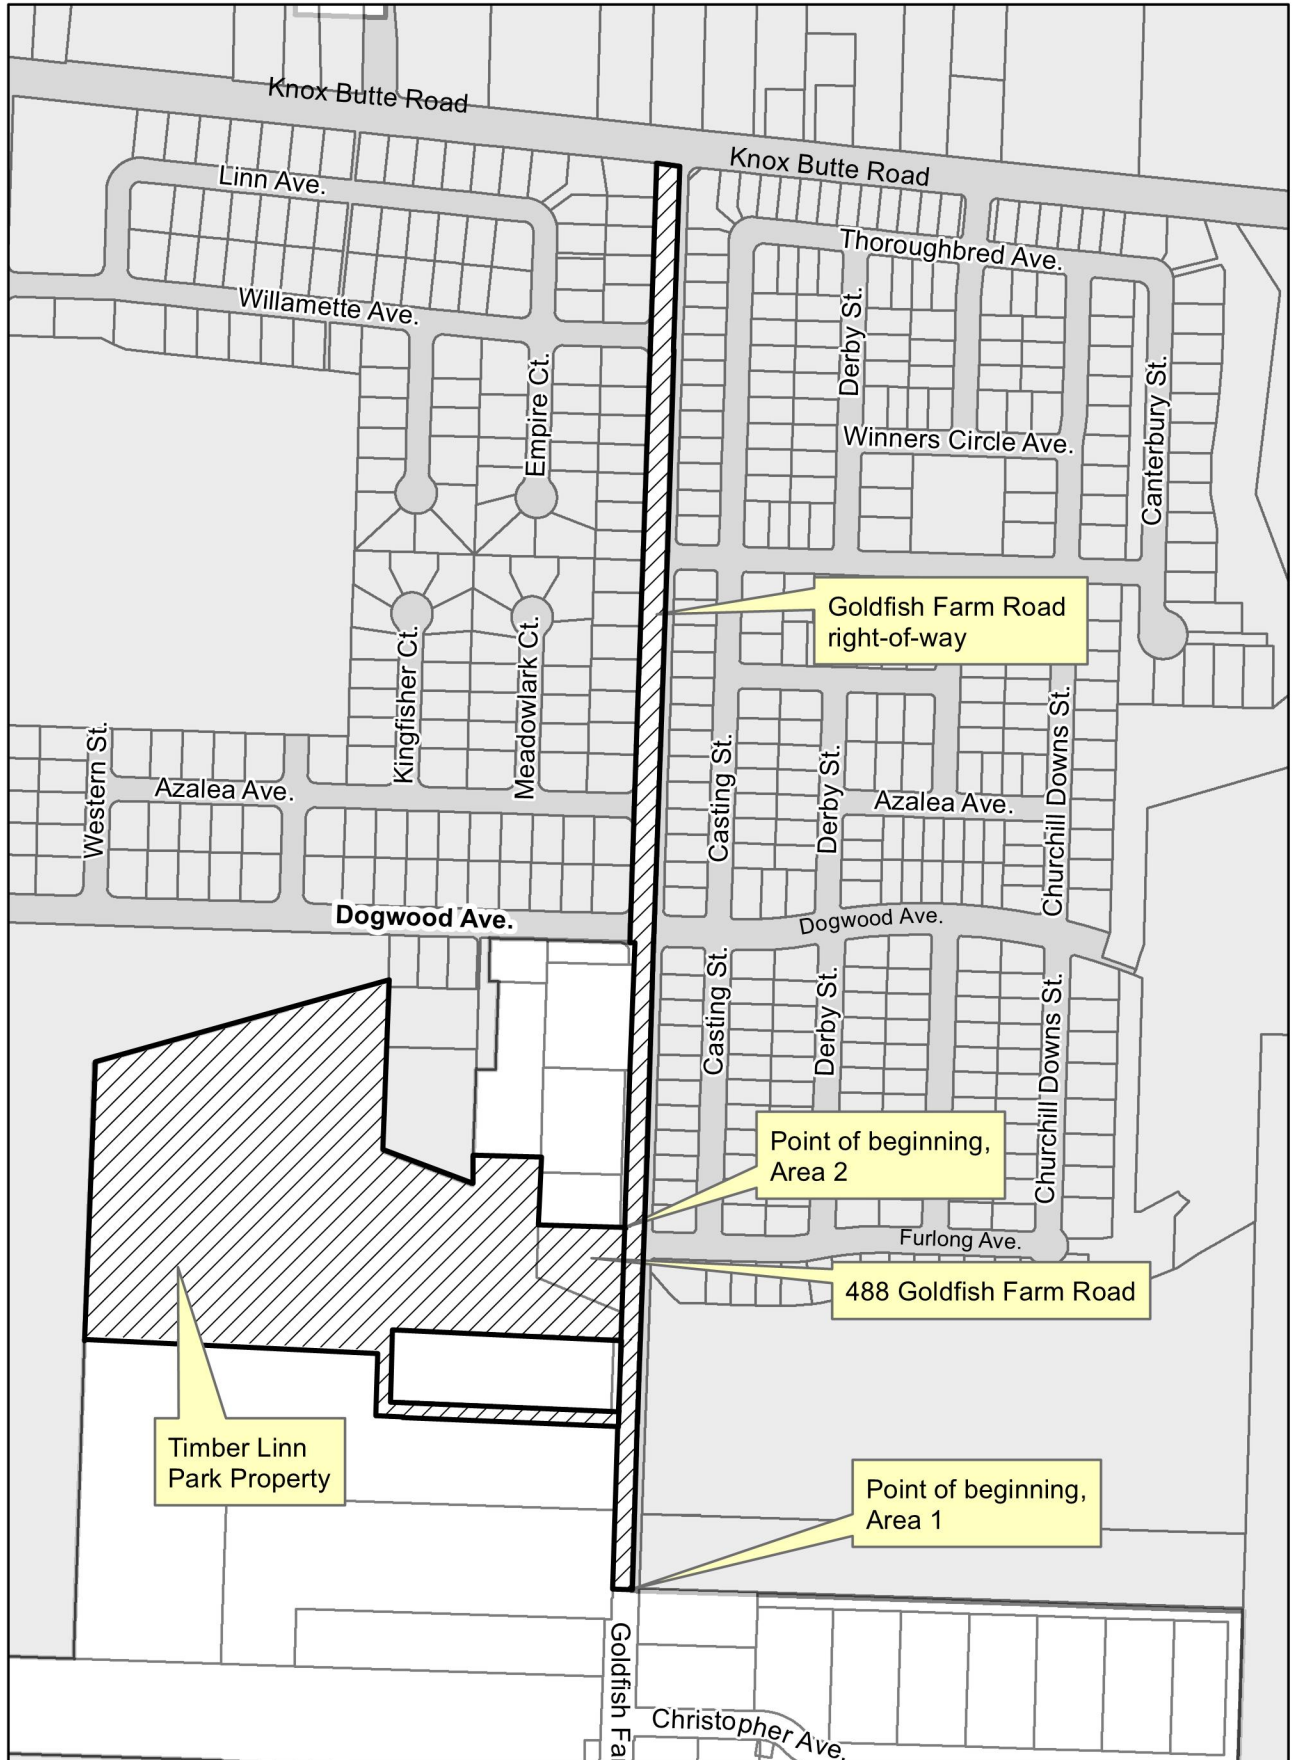 Knox Butte Road
Knox Butte Road
Linn Ave.
Thoroughbred Ave.
Willamette Ave.
Derby St.
Empire Ct.
Canterbury St.
Winners Circle Ave.
Goldfish Farm Road
right-of-way
Kingfisher Ct.
Meadowlark Ct.
Churchill Downs St.
Western St.
Casting St.
Derby St.
Azalea Ave.
Azalea Ave.
Dogwood Ave.
Dogwood Ave.
Casting St.
Derby St.
Churchill Downs St.
Point of beginning,
Area 2
Furlong Ave.
488 Goldfish Farm Road
Timber Linn
Park Property
Point of beginning,
Area 1
Goldfish Fa
Christopher Ave.